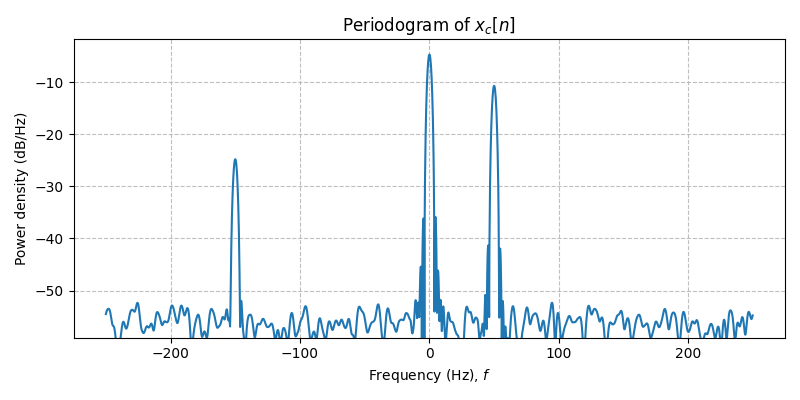 Periodogram of $x_c[n]$
Power density (dB/Hz)
−10
−20
−30
−40
−50
−200 −100 0 100 200
Frequency (Hz), f